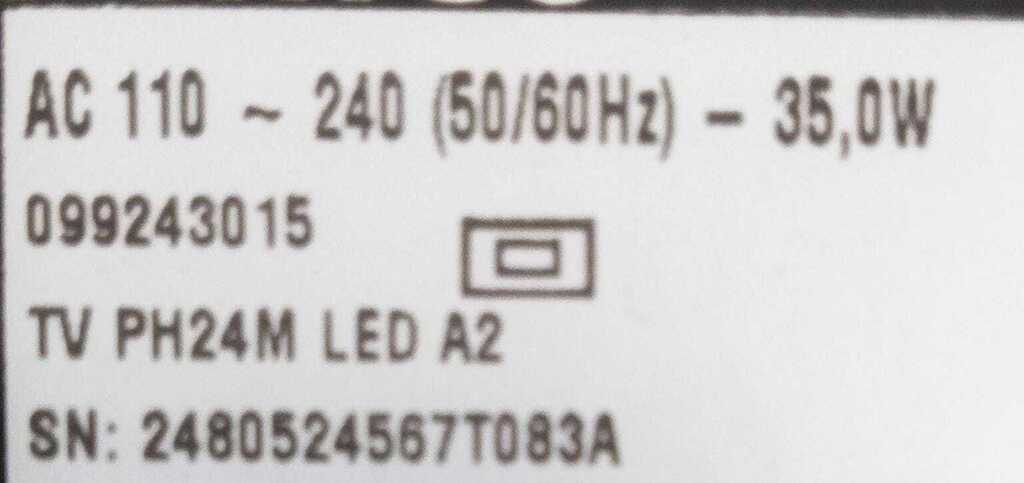 AC 110 ~ 240 (50/60Hz) – 35,0W
099243015
TV PH24M LED A2
SN: 2480524567T083A